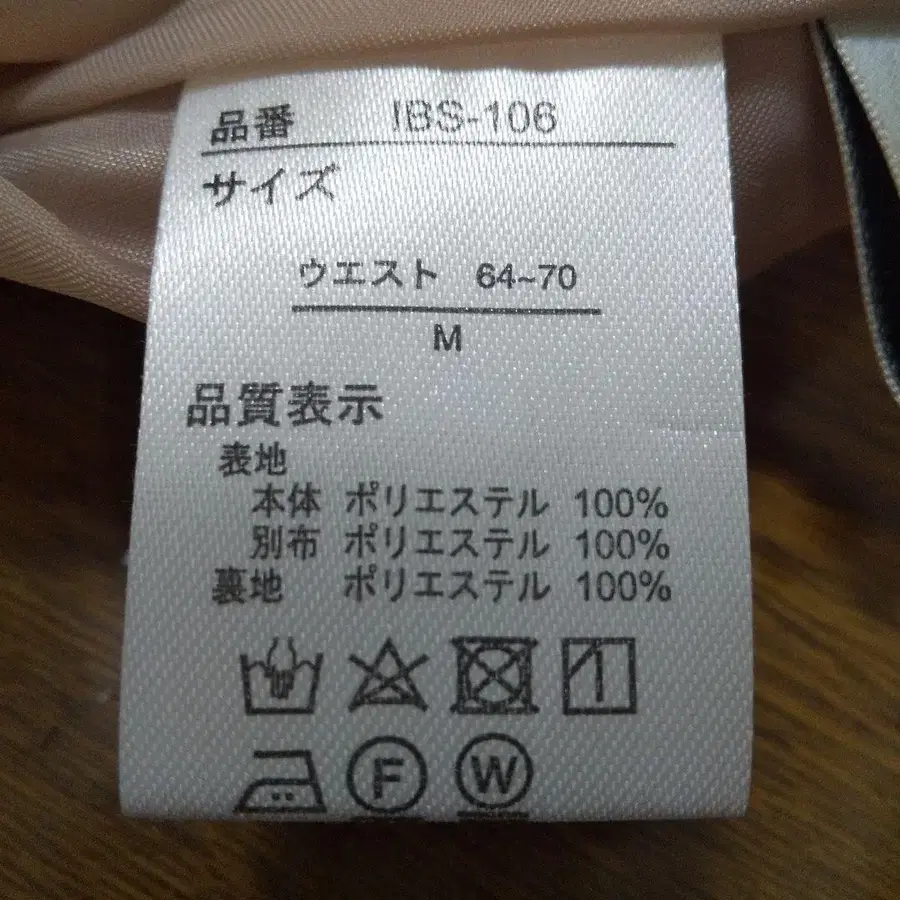 品番 IBS-106
サイズ
ウエスト 64~70
M
品質表示
表地
本体 ポリエステル 100%
別布 ポリエステル 100%
裏地 ポリエステル 100%
F W